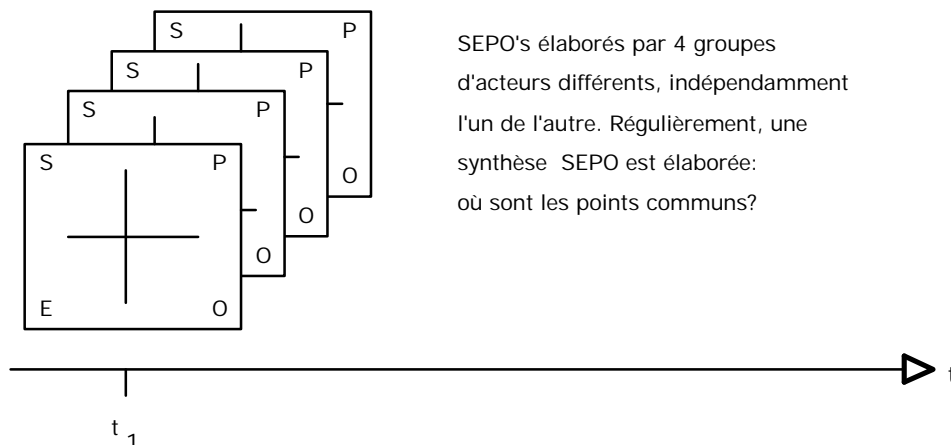 S P
S P
S P
S P
O
O
O
E O
SEPO's élaborés par 4 groupes
d'acteurs différents, indépendamment
l'un de l'autre. Régulièrement, une
synthèse SEPO est élaborée:
où sont les points communs?
t
t 1